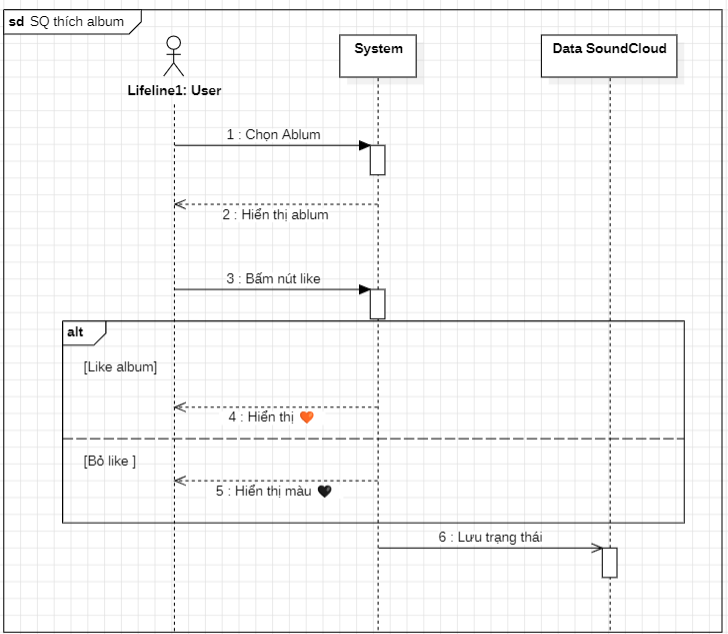 sd SQ thích album
System
Data SoundCloud
Lifeline1: User
1 : Chọn Ablum
2 : Hiển thị ablum
3 : Bấm nút like
alt
[Like album]
4 : Hiển thị 🧡
[Bỏ like ]
5 : Hiển thị màu 🖤
6 : Lưu trạng thái